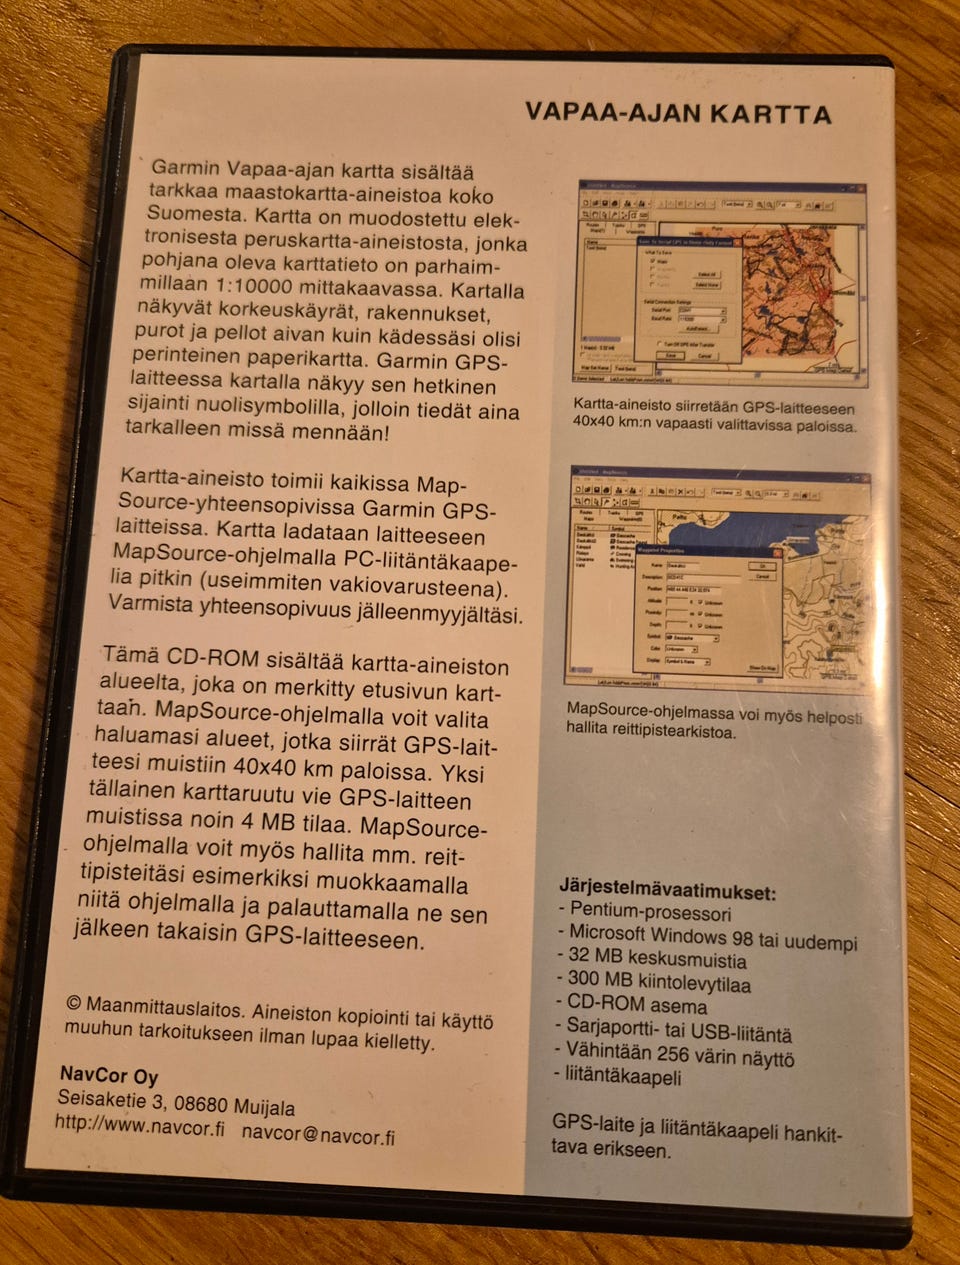 VAPAA-AJAN KARTTA
Garmin Vapaa-ajan kartta sisältää
tarkkaa maastokartta-aineistoa koko
Suomesta. Kartta on muodostettu elek-
tronisesta peruskartta-aineistosta, jonka
pohjana oleva karttatieto on parhaim-
millaan 1:10000 mittakaavassa. Kartalla
näkyvät korkeuskäyrät, rakennukset,
purot ja pellot aivan kuin kädessäsi olisi
perinteinen paperikartta. Garmin GPS-
laitteessa kartalla näkyy sen hetkinen
sijainti nuolisymbolilla, jolloin tiedät aina
tarkalleen missä mennään!
Kartta-aineisto toimii kaikissa Map-
Source-yhteensopivissa Garmin GPS-
laitteissa. Kartta ladataan laitteeseen
MapSource-ohjelmalla PC-liitäntäkaape-
lia pitkin (useimmiten vakiovarusteena).
Varmista yhteensopivuus jälleenmyyjältäsi.
Tämä CD-ROM sisältää kartta-aineiston
alueelta, joka on merkitty etusivun kart-
taan. MapSource-ohjelmalla voit valita
haluamasi alueet, jotka siirrät GPS-lait-
teesi muistiin 40x40 km paloissa. Yksi
tällainen karttaruutu vie GPS-laitteen
muistissa noin 4 MB tilaa. MapSource-
ohjelmalla voit myös hallita mm. reit-
tipisteitäsi esimerkiksi muokkaamalla
niitä ohjelmalla ja palauttamalla ne sen
jälkeen takaisin GPS-laitteeseen.
© Maanmittauslaitos. Aineiston kopiointi tai käyttö
muuhun tarkoitukseen ilman lupaa kielletty.
NavCor Oy
Seisaketie 3, 08680 Muijala
http://www.navcor.fi navcor@navcor.fi
Kartta-aineisto siirretään GPS-laitteeseen
40x40 km:n vapaasti valittavissa paloissa.
Waypoint Properties
MapSource-ohjelmassa voi myös helposti
hallita reittipistearkistoa.
Järjestelmävaatimukset:
- Pentium-prosessori
- Microsoft Windows 98 tai uudempi
- 32 MB keskusmuistia
- 300 MB kiintolevytilaa
- CD-ROM asema
- Sarjaportti- tai USB-liitäntä
- Vähintään 256 värin näyttö
- liitäntäkaapeli
GPS-laite ja liitäntäkaapeli hankit-
tava erikseen.